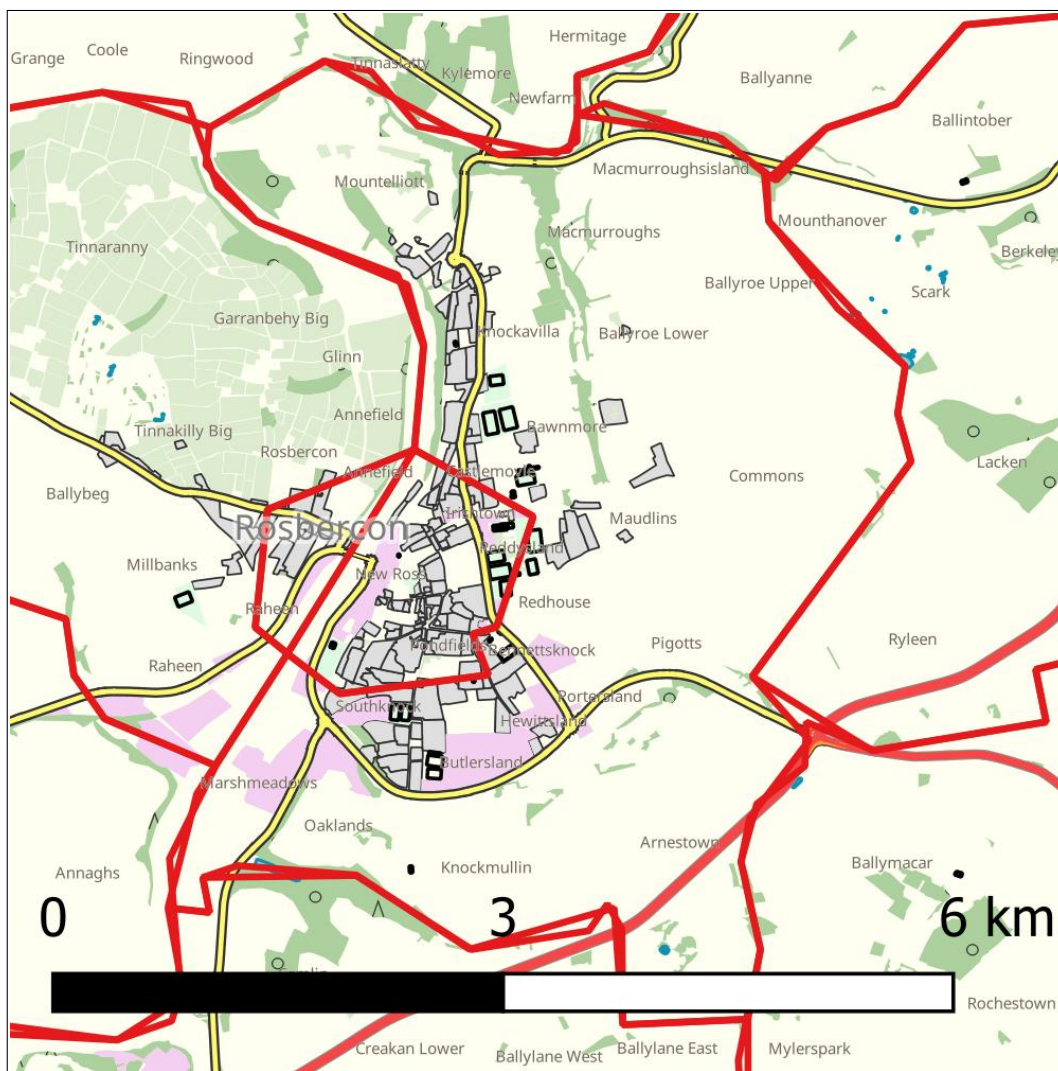 Hermitage
Coole
Grange
Ringwood
Tinnaslatty
Kylemore
Ballyanne
Newfarm
Ballintober
Macmurroughsisland
Mountelliott
Mounthanover
Macmurroughs
Tinnaranny
Berkeley
Ballyroe Upper
Scark
Garranbehy Big
Knockavilla
Ballyroe Lower
Glinn
Annefield
Bawnmore
Tinnakilly Big
Rosbercon
Lacken
Annefield
Castlemoyle
Commons
Ballybeg
Irishtown
Maudlins
Rosbercon
Reddysland
Millbanks
New Ross
Redhouse
Raheen
Pondfields
Bennettsknock
Pigotts
Ryleen
Raheen
Portersland
Southknock
Hewittsland
Butlersland
Marshmeadows
Oaklands
Arnestown
Annaghs
Knockmullin
Ballymacar
0 3 6 km
Rochestown
Creakan Lower
Ballylane West
Ballylane East
Mylerspark